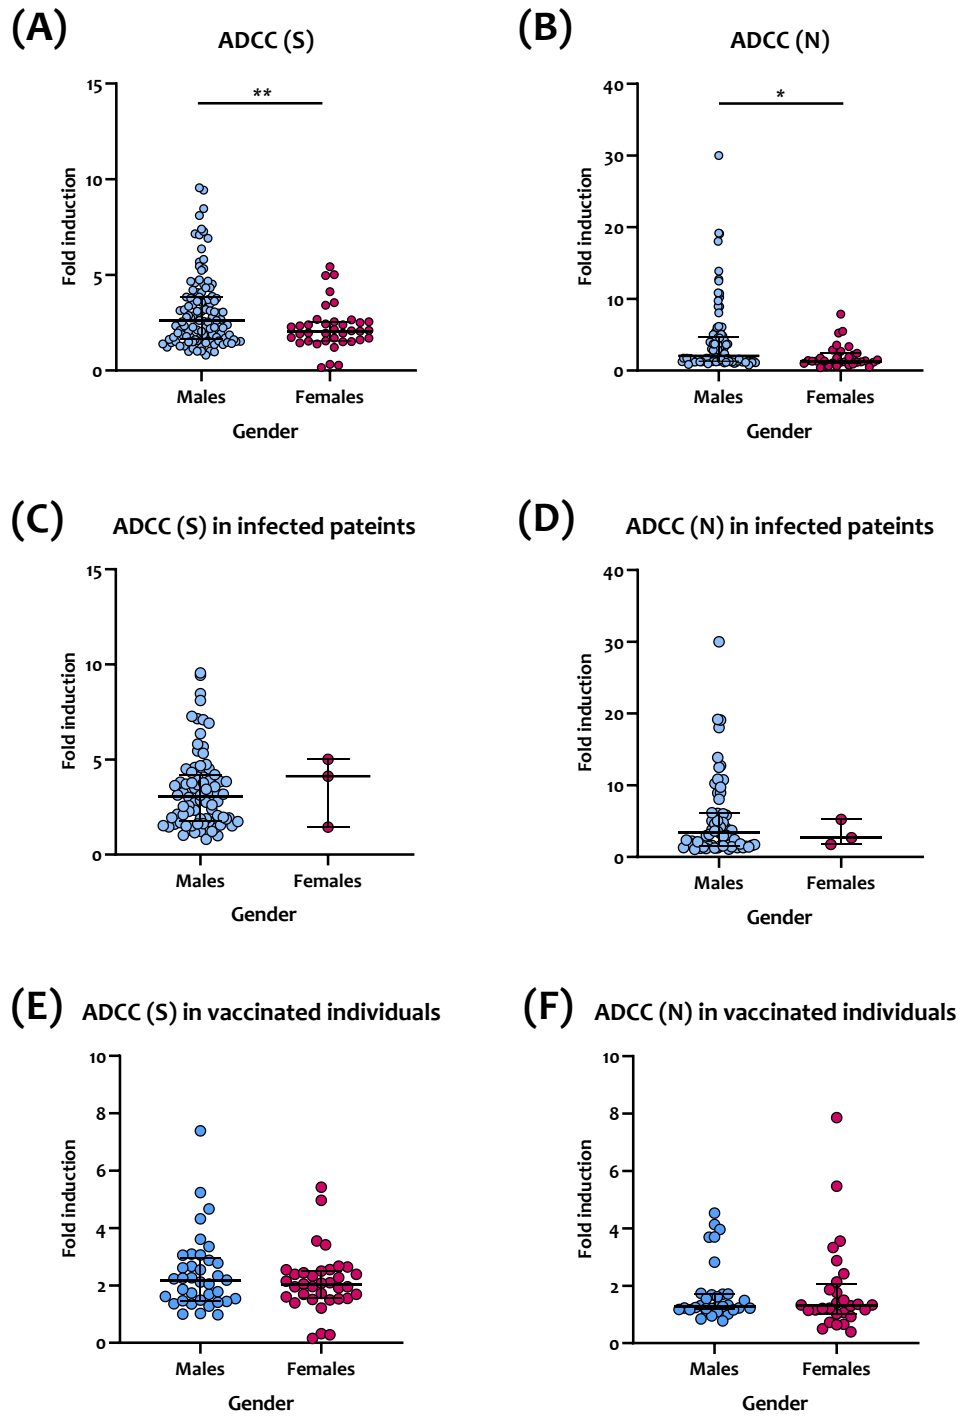 (A)
ADCC (S)
15
10
5
0
Fold induction
**
Males
Females
Gender
(B)
ADCC (N)
40
30
20
10
0
Fold induction
*
Males
Females
Gender
(C)
ADCC (S) in infected pateints
15
10
5
0
Fold induction
Males
Females
Gender
(D)
ADCC (N) in infected pateints
40
30
20
10
0
Fold induction
Males
Females
Gender
(E)
ADCC (S) in vaccinated individuals
10
8
6
4
2
0
Fold induction
Males
Females
Gender
(F)
ADCC (N) in vaccinated individuals
10
8
6
4
2
0
Fold induction
Males
Females
Gender